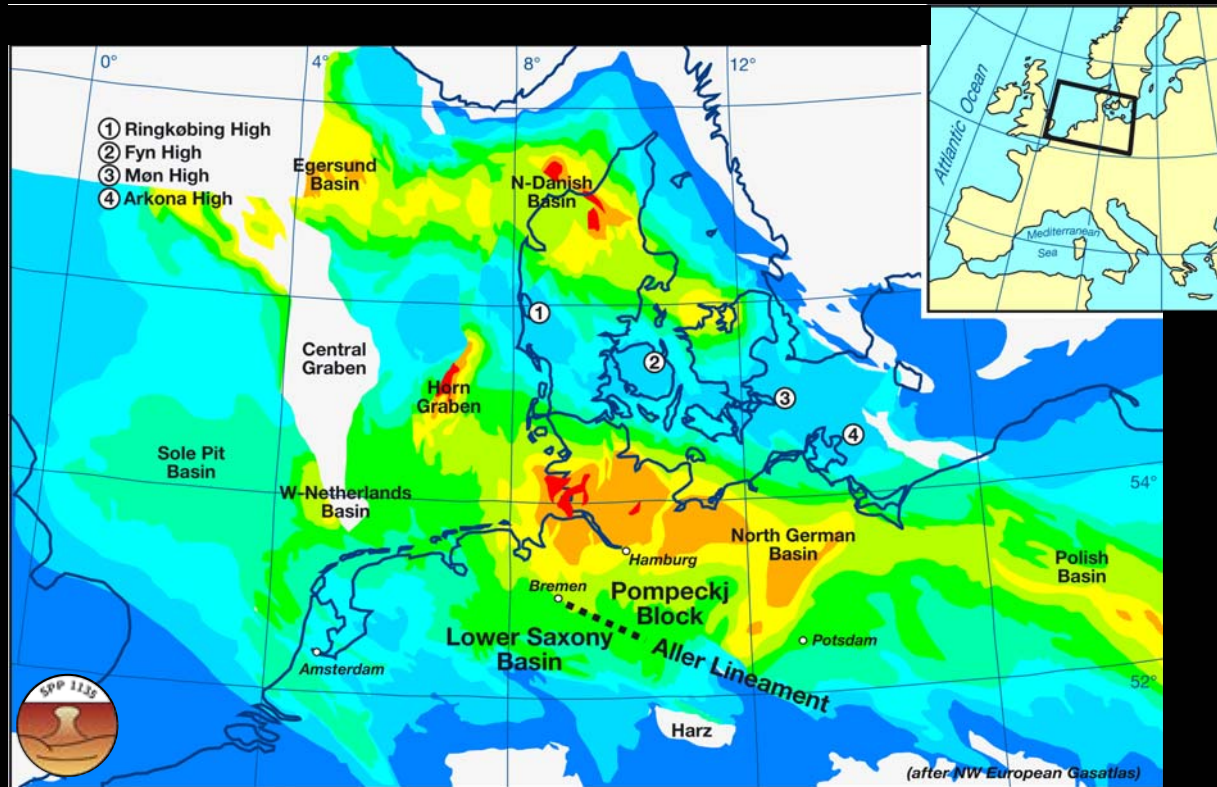 0°
4°
8°
12°
① Ringkøbing High
② Fyn High
③ Møn High
④ Arkona High
Egersund
Basin
N-Danish
Basin
Attlantic Ocean
Mediterranean
Sea
①
Central
Graben
②
Horn
Graben
③
④
Sole Pit
Basin
54°
W-Netherlands
Basin
North German
Basin
Hamburg
Polish
Basin
Bremen
Pompeckj
Block
Lower Saxony
Basin
Aller Lineament
Potsdam
Amsterdam
52°
SPP 1135
Harz
(after NW European Gasatlas)